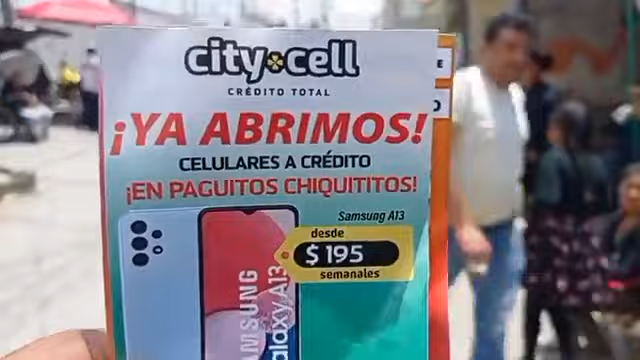 city cell
CRÉDITO TOTAL
¡YA ABRIMOS!
CELULARES A CRÉDITO
¡EN PAGUITOS CHIQUITITOS!
Samsung A13
desde
$195
semanales
SAMSUNG
Galaxy A13
E
O